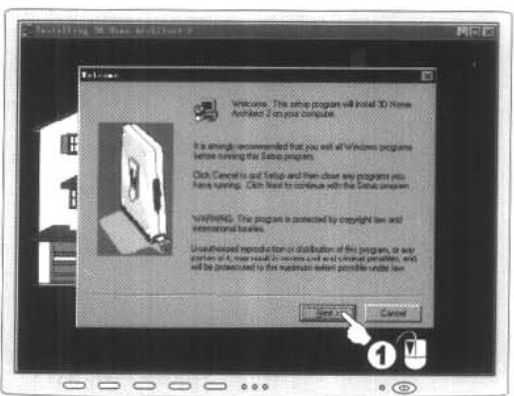 Installing 3D Home Architect 2
Welcome
Welcome. This setup program will install 3D Home
Architect 2 on your computer.
It is strongly recommended that you exit all Windows programs
before running this Setup program.
Click Cancel to quit Setup and then close any programs you
have running. Click Next to continue with the Setup program.
WARNING: This program is protected by copyright law and
international treaties.
Unauthorized reproduction or distribution of this program, or any
portion of it, may result in severe civil and criminal penalties, and
will be prosecuted to the maximum extent possible under law.
Next > Cancel
1